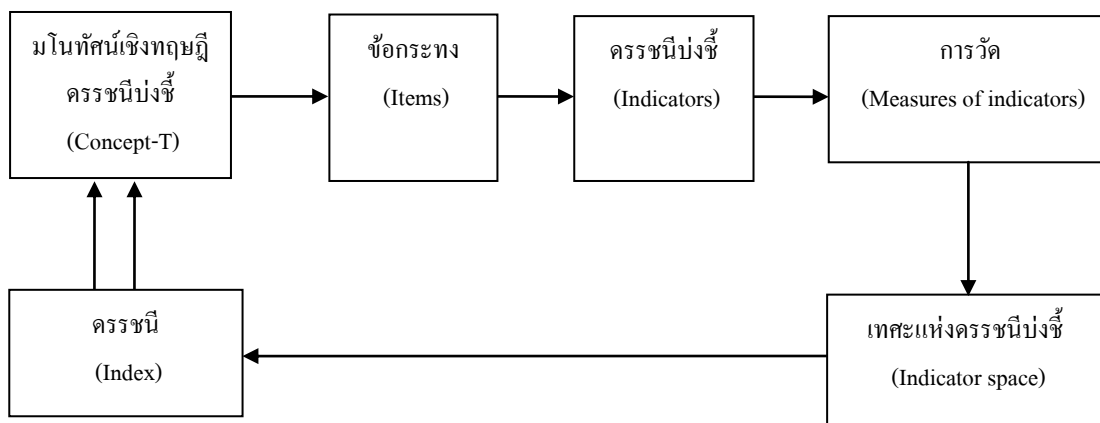 มโนทัศน์เชิงทฤษฎี
ดรรชนีบ่งชี้
(Concept-T)
ข้อกระทง
(Items)
ดรรชนีบ่งชี้
(Indicators)
การวัด
(Measures of indicators)
ดรรชนี
(Index)
เทศะแห่งดรรชนีบ่งชี้
(Indicator space)